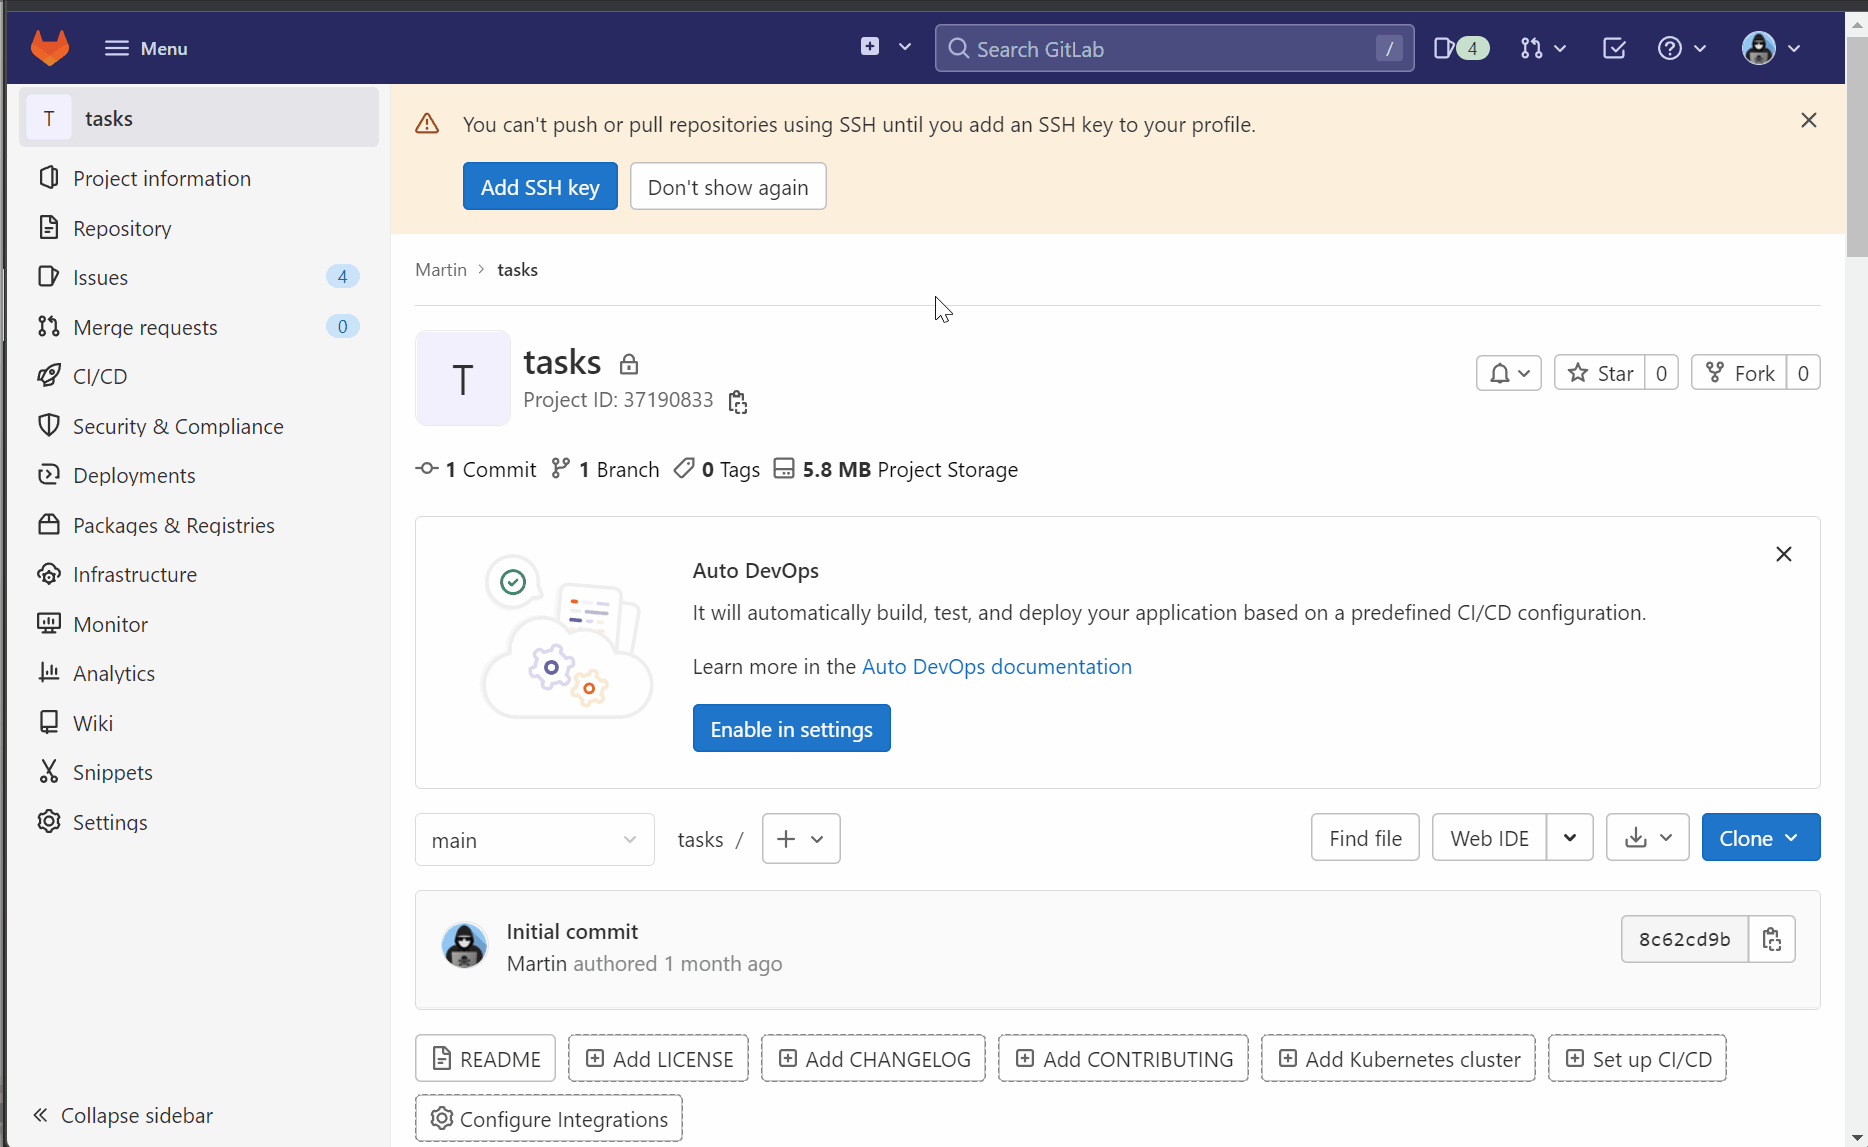 Menu
Search GitLab /
4
T tasks
Project information
Repository
Issues 4
Merge requests 0
CI/CD
Security & Compliance
Deployments
Packages & Registries
Infrastructure
Monitor
Analytics
Wiki
Snippets
Settings
Collapse sidebar
You can't push or pull repositories using SSH until you add an SSH key to your profile.
Add SSH key Don't show again
Martin > tasks
T
tasks
Project ID: 37190833
Star 0 Fork 0
1 Commit 1 Branch 0 Tags 5.8 MB Project Storage
Auto DevOps
It will automatically build, test, and deploy your application based on a predefined CI/CD configuration.
Learn more in the Auto DevOps documentation
Enable in settings
main tasks / Find file Web IDE Clone
Initial commit
Martin authored 1 month ago
8c62cd9b
README Add LICENSE Add CHANGELOG Add CONTRIBUTING Add Kubernetes cluster Set up CI/CD
Configure Integrations